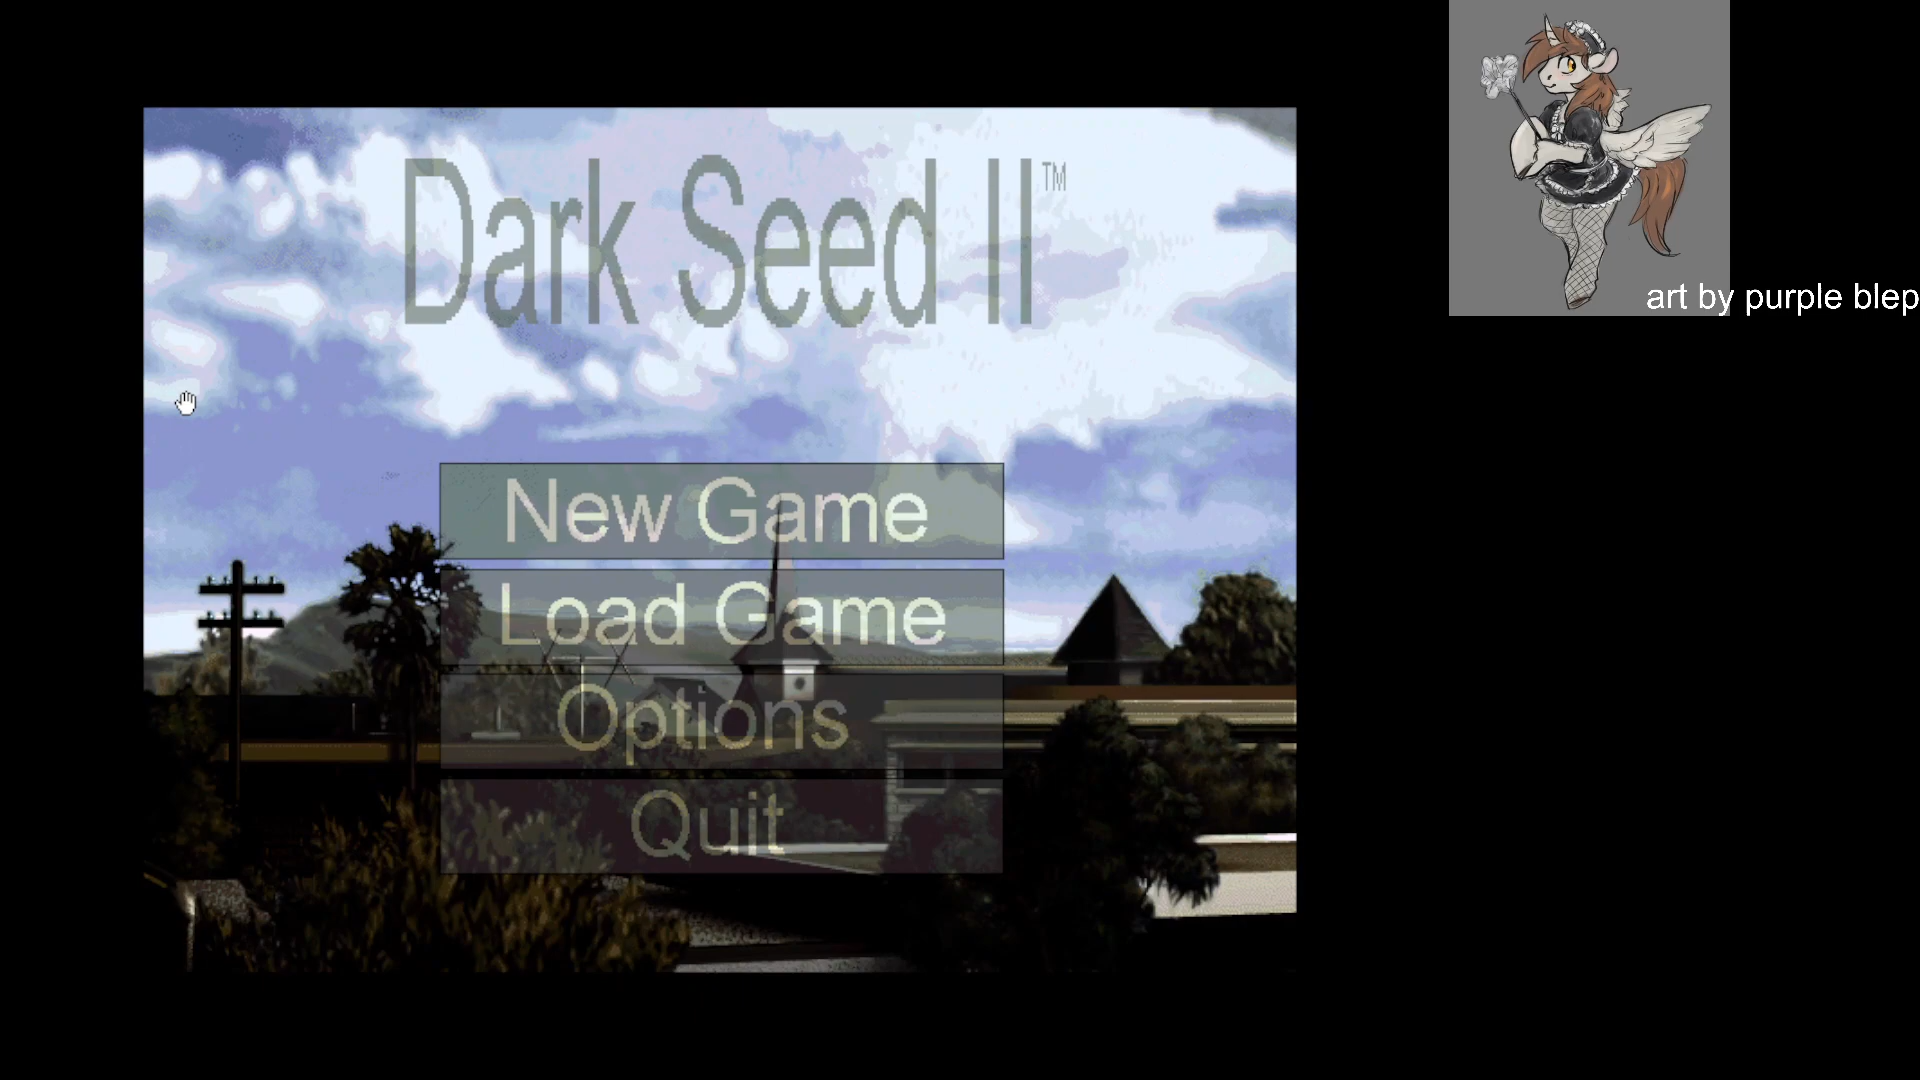 Dark Seed II™
New Game
Load Game
Options
Quit
art by purple blep